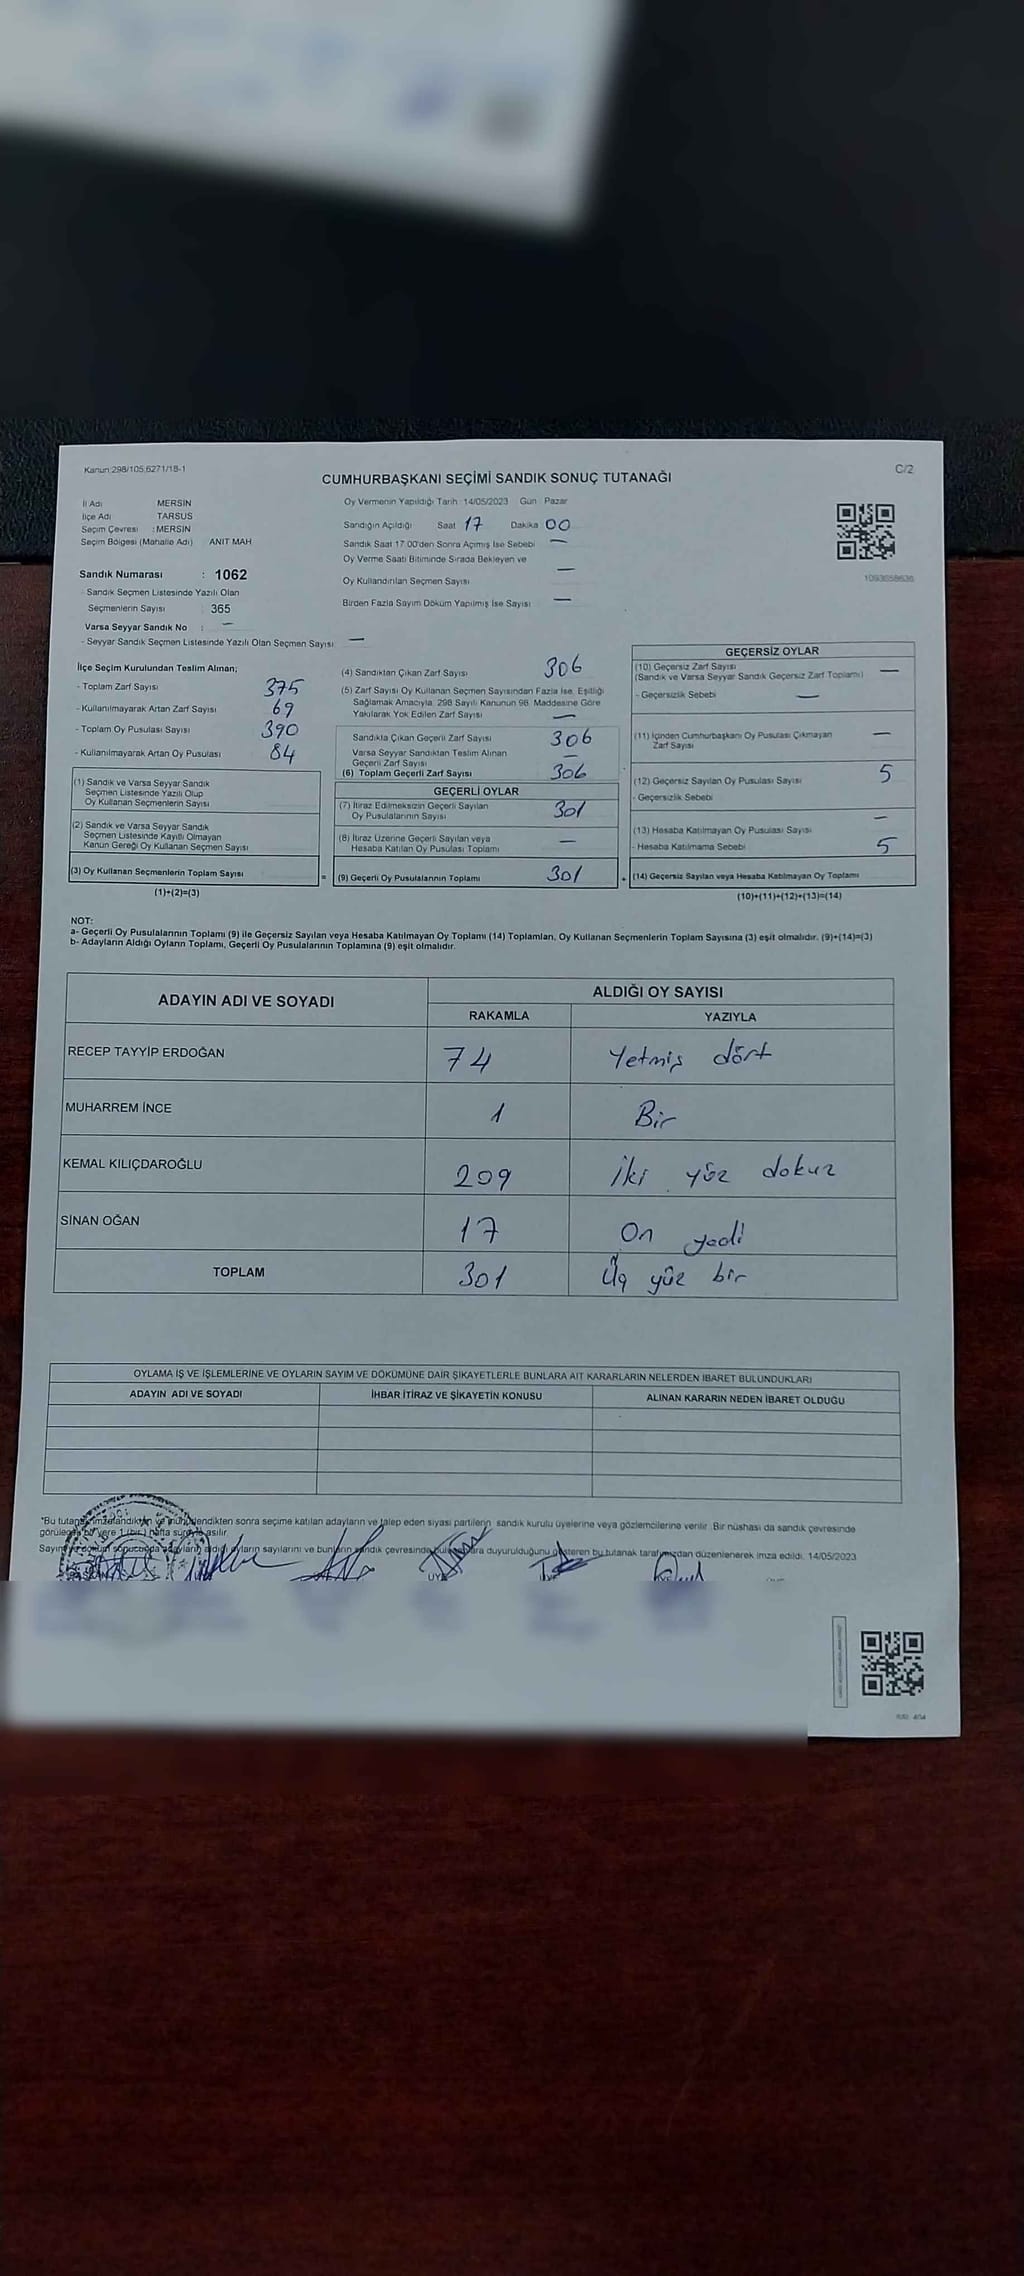 Kanun:298/105,6271/18-1
C/2
CUMHURBAŞKANI SEÇİMİ SANDIK SONUÇ TUTANAĞI
İl Adı MERSİN
İlçe Adı TARSUS
Seçim Çevresi : MERSİN
Seçim Bölgesi (Mahalle Adı) ANIT MAH
Sandık Numarası : 1062
Sandık Seçmen Listesinde Yazılı Olan
Seçmenlerin Sayısı : 365
Varsa Seyyar Sandık No : —
- Seyyar Sandık Seçmen Listesinde Yazılı Olan Seçmen Sayısı —
Oy Vermenin Yapıldığı Tarih 14/05/2023 Gün Pazar
Sandığın Açıldığı Saat 17 Dakika 00
Sandık Saat 17.00'den Sonra Açılmış İse Sebebi —
Oy Verme Saati Bitiminde Sırada Bekleyen ve
Oy Kullandırılan Seçmen Sayısı —
Birden Fazla Sayım Döküm Yapılmış İse Sayısı —
1093658636
İlçe Seçim Kurulundan Teslim Alınan;
- Toplam Zarf Sayısı 375
- Kullanılmayarak Artan Zarf Sayısı 69
- Toplam Oy Pusulası Sayısı 390
- Kullanılmayarak Artan Oy Pusulası 84
(1) Sandık ve Varsa Seyyar Sandık
Seçmen Listesinde Yazılı Olup
Oy Kullanan Seçmenlerin Sayısı
(2) Sandık ve Varsa Seyyar Sandık
Seçmen Listesinde Kayıtlı Olmayan
Kanun Gereği Oy Kullanan Seçmen Sayısı
(3) Oy Kullanan Seçmenlerin Toplam Sayısı
(1)+(2)=(3)
(4) Sandıktan Çıkan Zarf Sayısı 306
(5) Zarf Sayısı Oy Kullanan Seçmen Sayısından Fazla İse, Eşitliği
Sağlamak Amacıyla, 298 Sayılı Kanunun 98. Maddesine Göre
Yakılarak Yok Edilen Zarf Sayısı —
Sandıkla Çıkan Geçerli Zarf Sayısı 306
Varsa Seyyar Sandıktan Teslim Alınan
Geçerli Zarf Sayısı —
(6) Toplam Geçerli Zarf Sayısı 306
GEÇERLİ OYLAR
(7) İtiraz Edilmeksizin Geçerli Sayılan
Oy Pusulalarının Sayısı 301
(8) İtiraz Üzerine Geçerli Sayılan veya
Hesaba Katılan Oy Pusulası Toplamı —
= (9) Geçerli Oy Pusulalarının Toplamı 301 +
GEÇERSİZ OYLAR
(10) Geçersiz Zarf Sayısı —
(Sandık ve Varsa Seyyar Sandık Geçersiz Zarf Toplamı)
- Geçersizlik Sebebi —
(11) İçinden Cumhurbaşkanı Oy Pusulası Çıkmayan —
Zarf Sayısı
(12) Geçersiz Sayılan Oy Pusulası Sayısı 5
- Geçersizlik Sebebi
(13) Hesaba Katılmayan Oy Pusulası Sayısı —
- Hesaba Katılmama Sebebi 5
(14) Geçersiz Sayılan veya Hesaba Katılmayan Oy Toplamı
(10)+(11)+(12)+(13)=(14)
NOT:
a- Geçerli Oy Pusulalarının Toplamı (9) ile Geçersiz Sayılan veya Hesaba Katılmayan Oy Toplamı (14) Toplamları, Oy Kullanan Seçmenlerin Toplam Sayısına (3) eşit olmalıdır. (9)+(14)=(3)
b- Adayların Aldığı Oyların Toplamı, Geçerli Oy Pusulalarının Toplamına (9) eşit olmalıdır.
ADAYIN ADI VE SOYADI ALDIĞI OY SAYISI
RAKAMLA YAZIYLA
RECEP TAYYİP ERDOĞAN 74 Yetmiş dört
MUHARREM İNCE 1 Bir
KEMAL KILIÇDAROĞLU 209 İki yüz dokuz
SİNAN OĞAN 17 On yedi
TOPLAM 301 Üç yüz bir
OYLAMA İŞ VE İŞLEMLERİNE VE OYLARIN SAYIM VE DÖKÜMÜNE DAİR ŞİKAYETLERLE BUNLARA AİT KARARLARIN NELERDEN İBARET BULUNDUKLARI
ADAYIN ADI VE SOYADI İHBAR İTİRAZ VE ŞİKAYETİN KONUSU ALINAN KARARIN NEDEN İBARET OLDUĞU
*Bu tutanak imzalandıktan ve mühürlendikten sonra seçime katılan adayların ve talep eden siyasi partilerin sandık kurulu üyelerine veya gözlemcilerine verilir. Bir nüshası da sandık çevresinde
görülecek bir yere 1 (bir) hafta süreyle asılır.
Sayım ve döküm sonucunda adayların aldığı oyların sayılarını ve bunların sandık çevresinde bulunanlara duyurulduğunu gösteren bu tutanak tarafımızdan düzenlenerek imza edildi. 14/05/2023